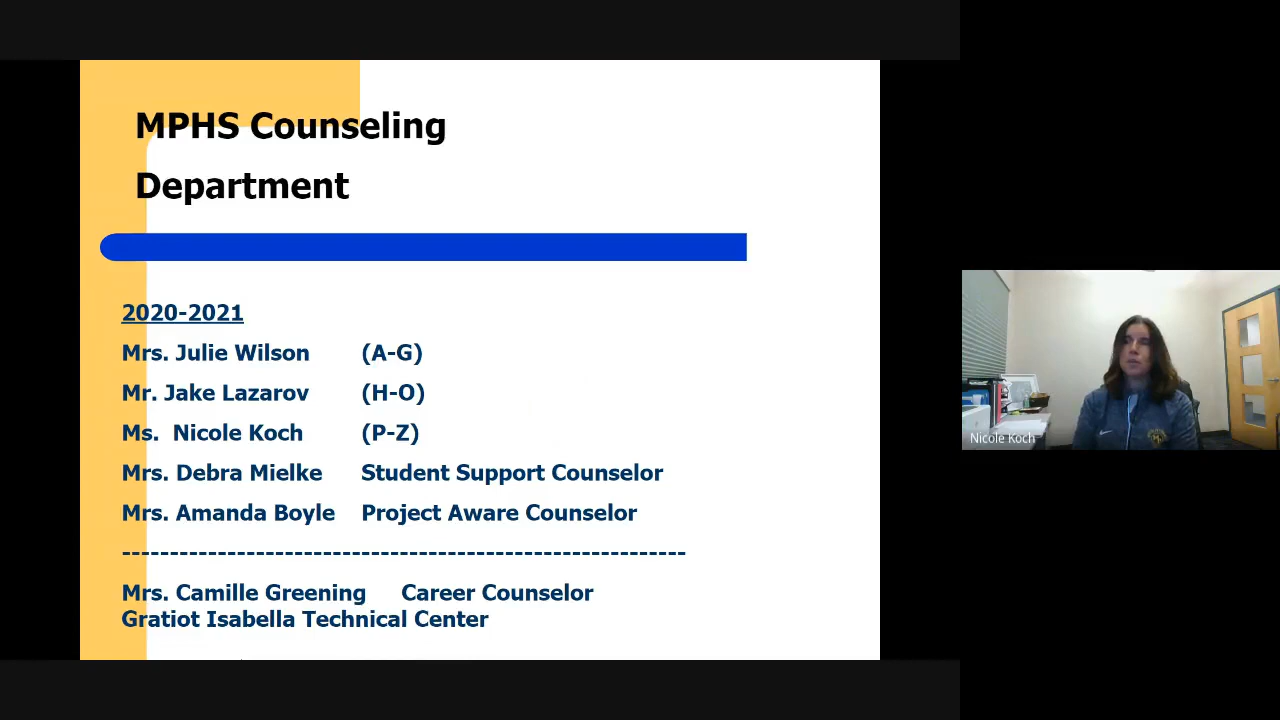 MPHS Counseling
Department
2020-2021
Mrs. Julie Wilson (A-G)
Mr. Jake Lazarov (H-O)
Ms. Nicole Koch (P-Z)
Mrs. Debra Mielke Student Support Counselor
Mrs. Amanda Boyle Project Aware Counselor
-----------------------------------------------------------
Mrs. Camille Greening Career Counselor
Gratiot Isabella Technical Center
Nicole Koch